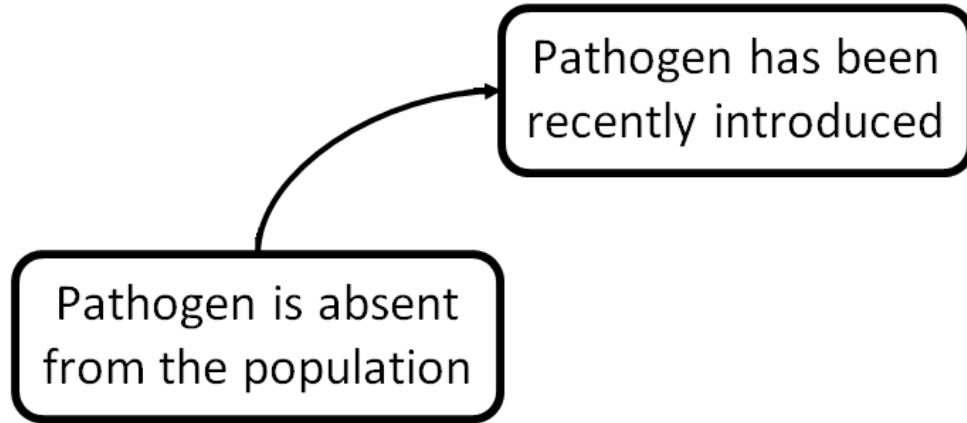 Pathogen has been
recently introduced
Pathogen is absent
from the population